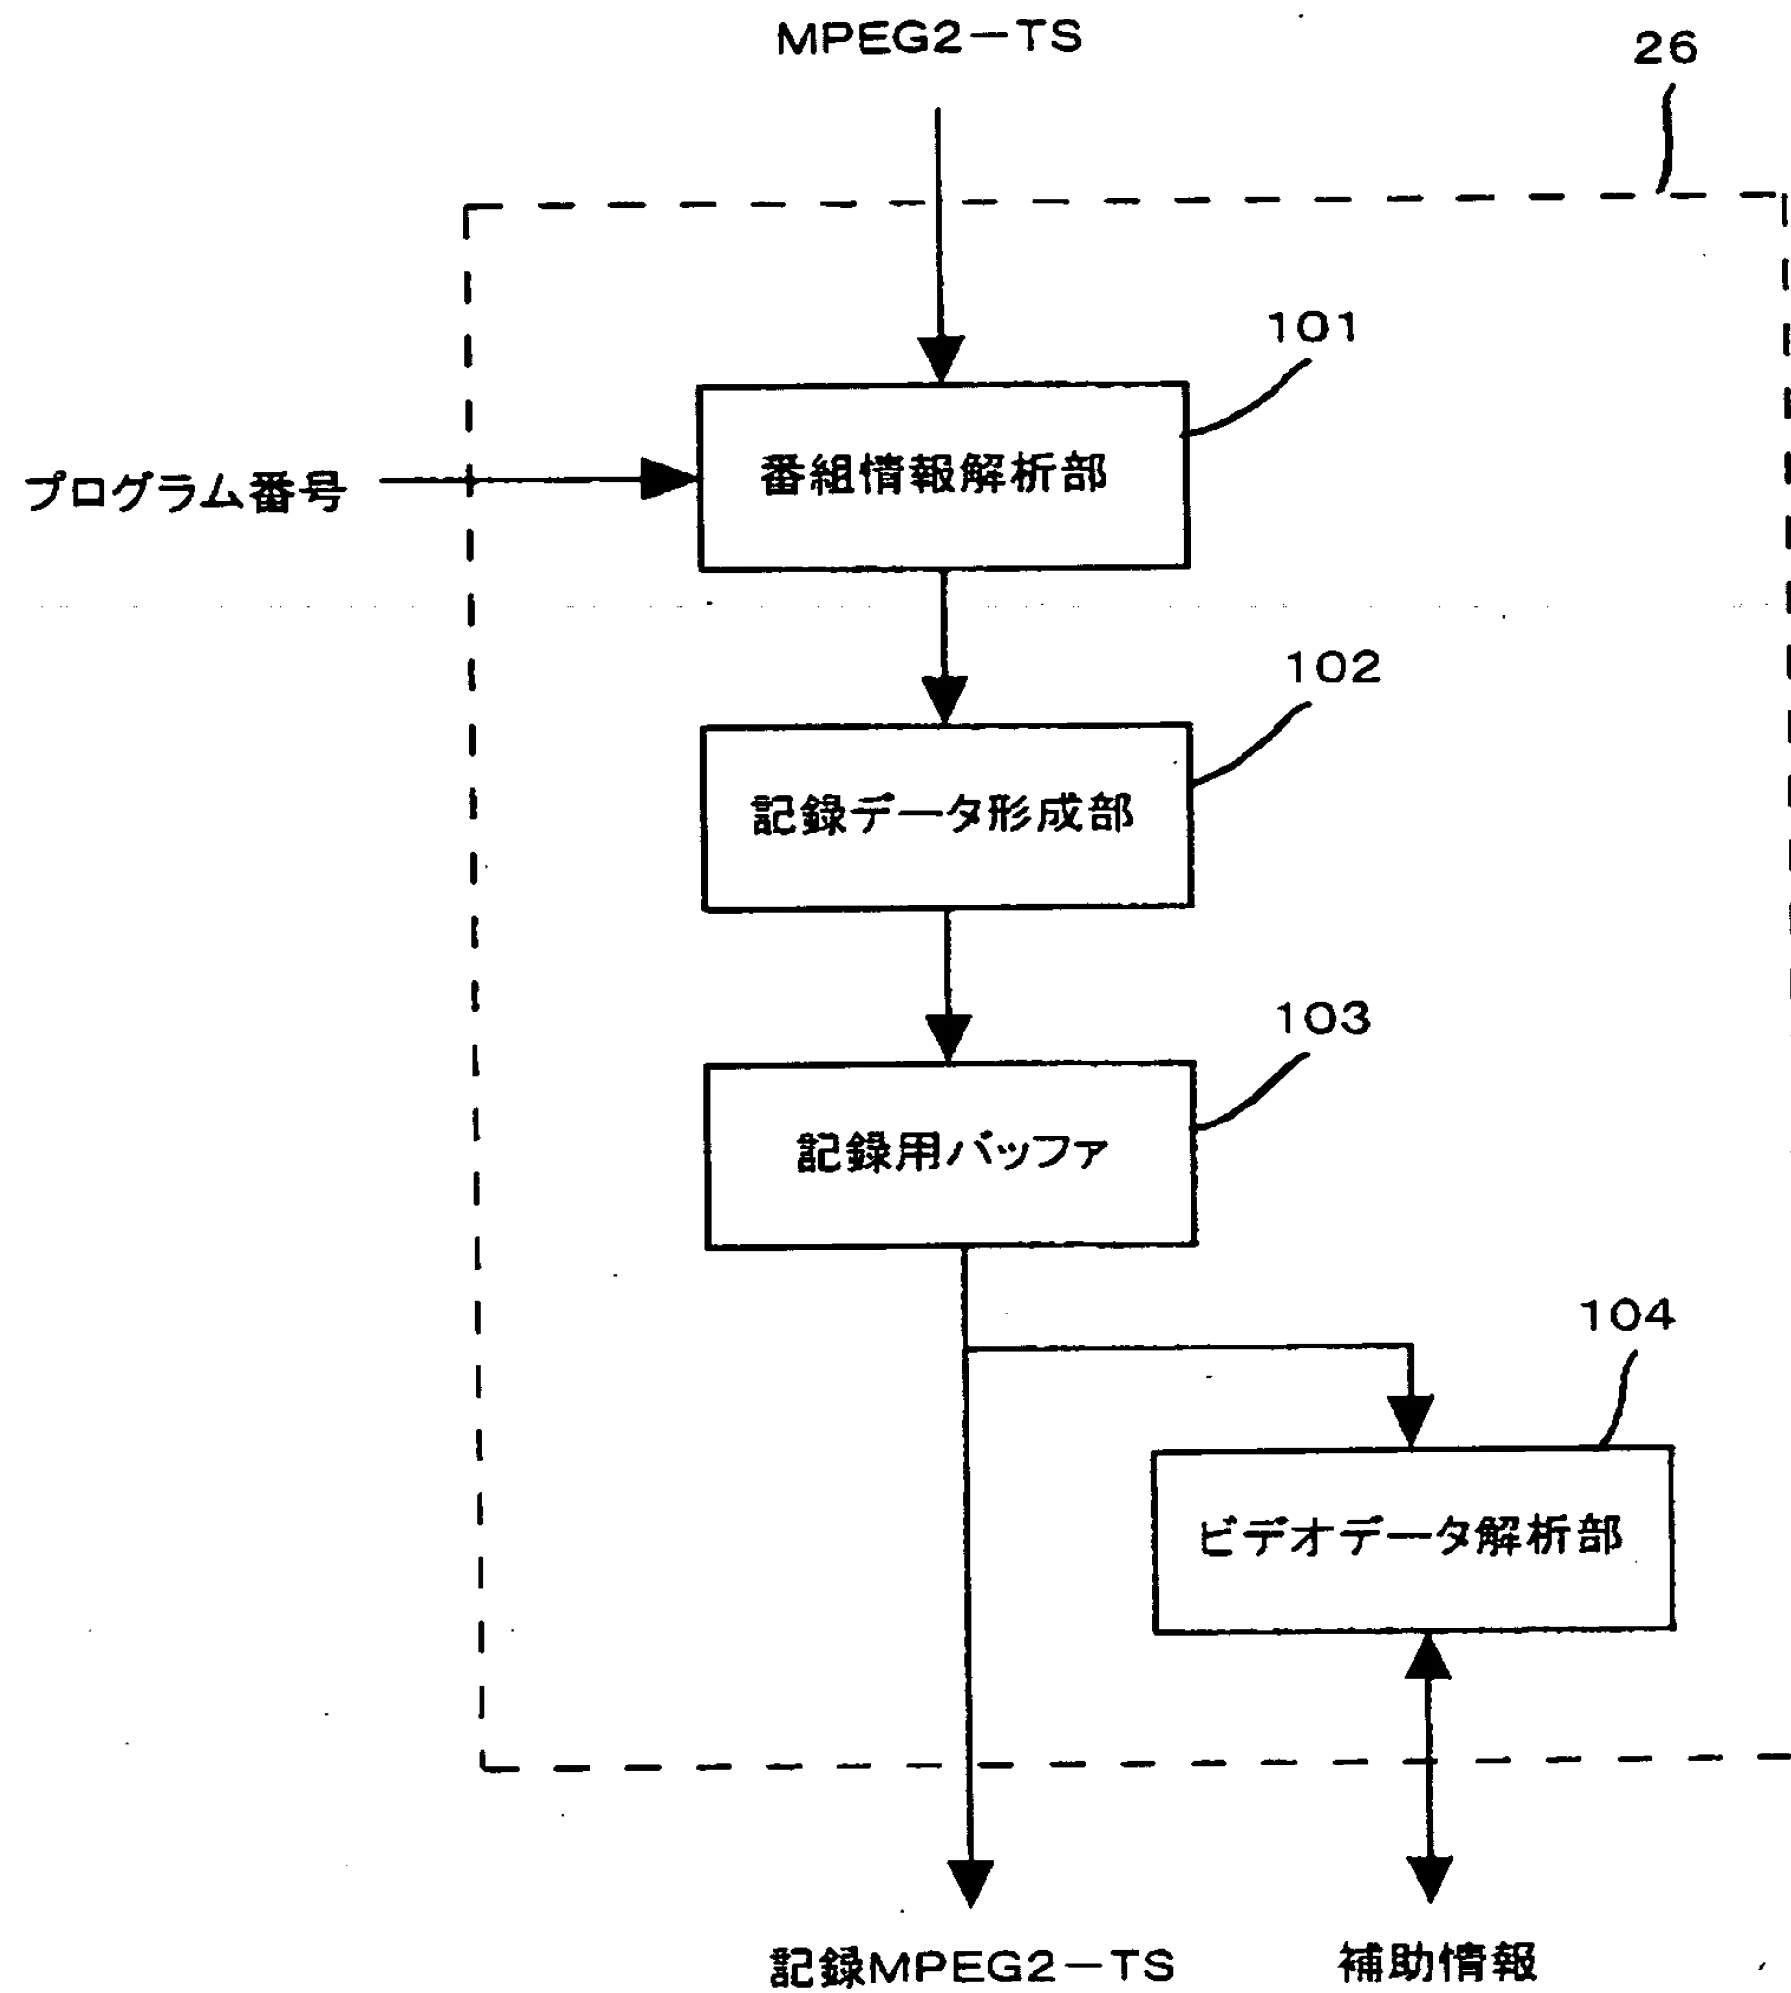 MPEG2－TS
26
101
番組情報解析部
プログラム番号
102
記録データ形成部
103
記録用バッファ
104
ビデオデータ解析部
記録MPEG2－TS
補助情報